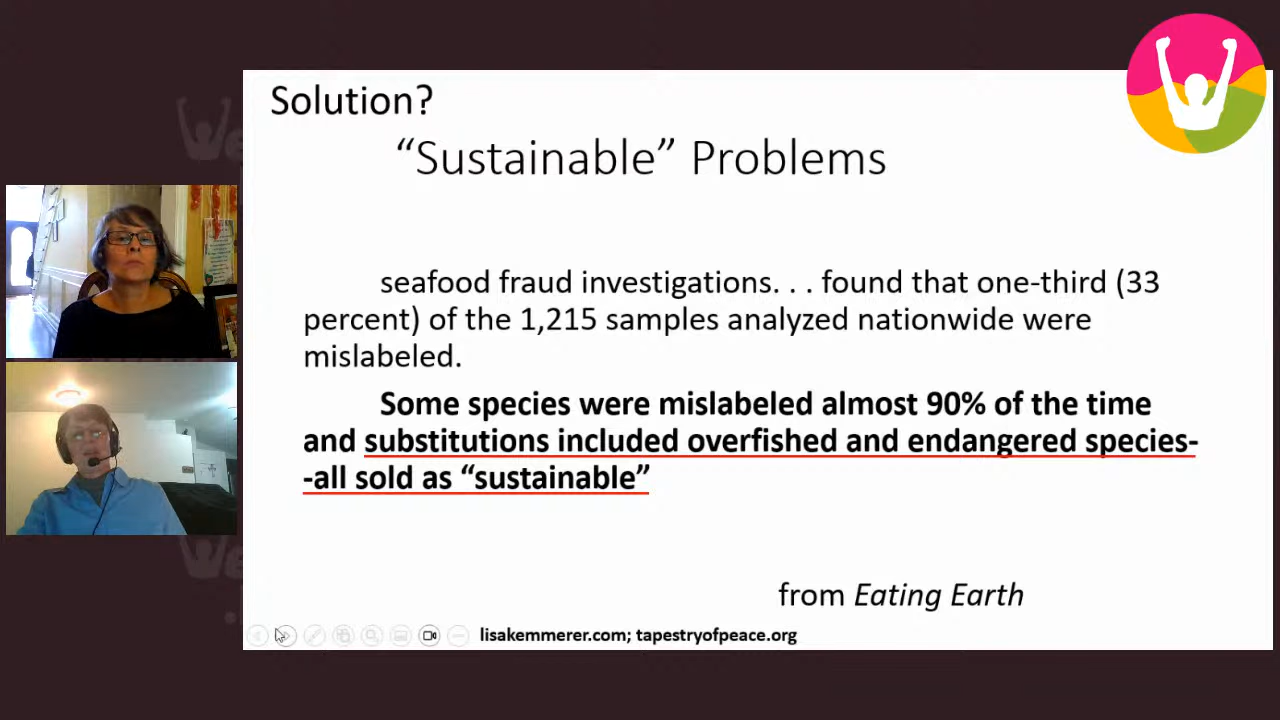 Solution?
“Sustainable” Problems
seafood fraud investigations. . . found that one-third (33
percent) of the 1,215 samples analyzed nationwide were
mislabeled.
Some species were mislabeled almost 90% of the time
and substitutions included overfished and endangered species-
-all sold as “sustainable”
from Eating Earth
lisakemmerer.com; tapestryofpeace.org